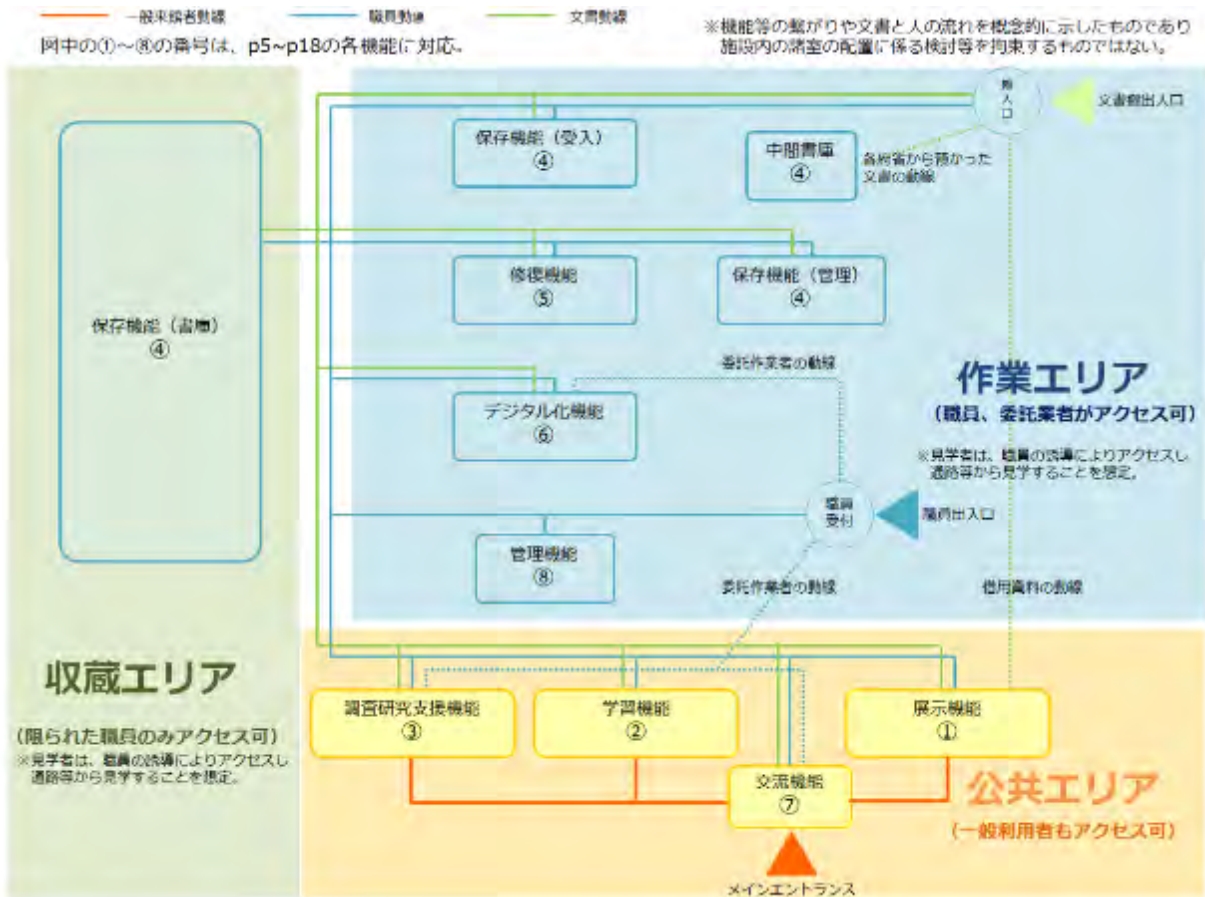 一般来館者動線
職員動線
文書動線
図中の①～⑧の番号は、p5~p18の各機能に対応。
※機能等の繋がりや文書と人の流れを概念的に示したものであり
施設内の諸室の配置に係る検討等を拘束するものではない。
搬
入
口
文書搬出入口
保存機能（受入）
④
中間書庫
④
各府省から預かった
文書の動線
修復機能
⑤
保存機能（管理）
④
保存機能（書庫）
④
委託作業者の動線
作業エリア
（職員、委託業者がアクセス可）
デジタル化機能
⑥
※見学者は、職員の誘導によりアクセスし
通路等から見学することを想定。
職員
受付
職員出入口
管理機能
⑧
委託作業者の動線
借用資料の動線
収蔵エリア
（限られた職員のみアクセス可）
※見学者は、職員の誘導によりアクセスし
通路等から見学することを想定。
調査研究支援機能
③
学習機能
②
展示機能
①
交流機能
⑦
公共エリア
（一般利用者もアクセス可）
メインエントランス